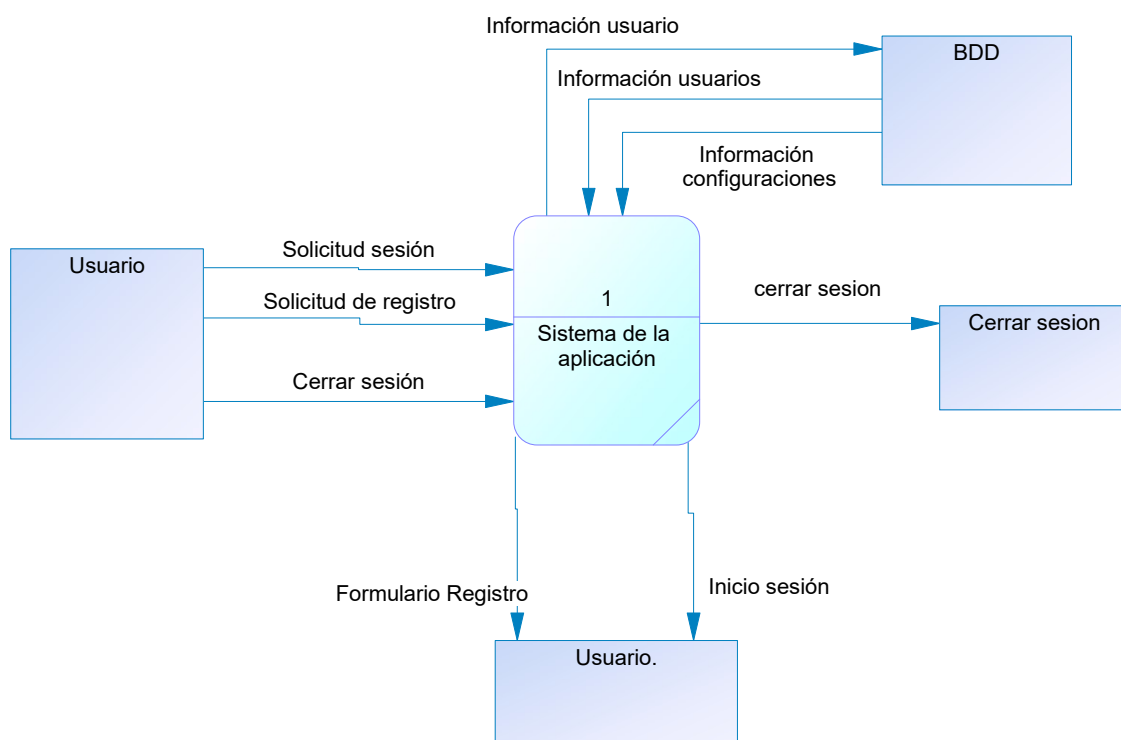 Información usuario
BDD
Información usuarios
Información
configuraciones
Usuario
Solicitud sesión
Solicitud de registro
Cerrar sesión
1
Sistema de la
aplicación
cerrar sesion
Cerrar sesion
Formulario Registro
Inicio sesión
Usuario.